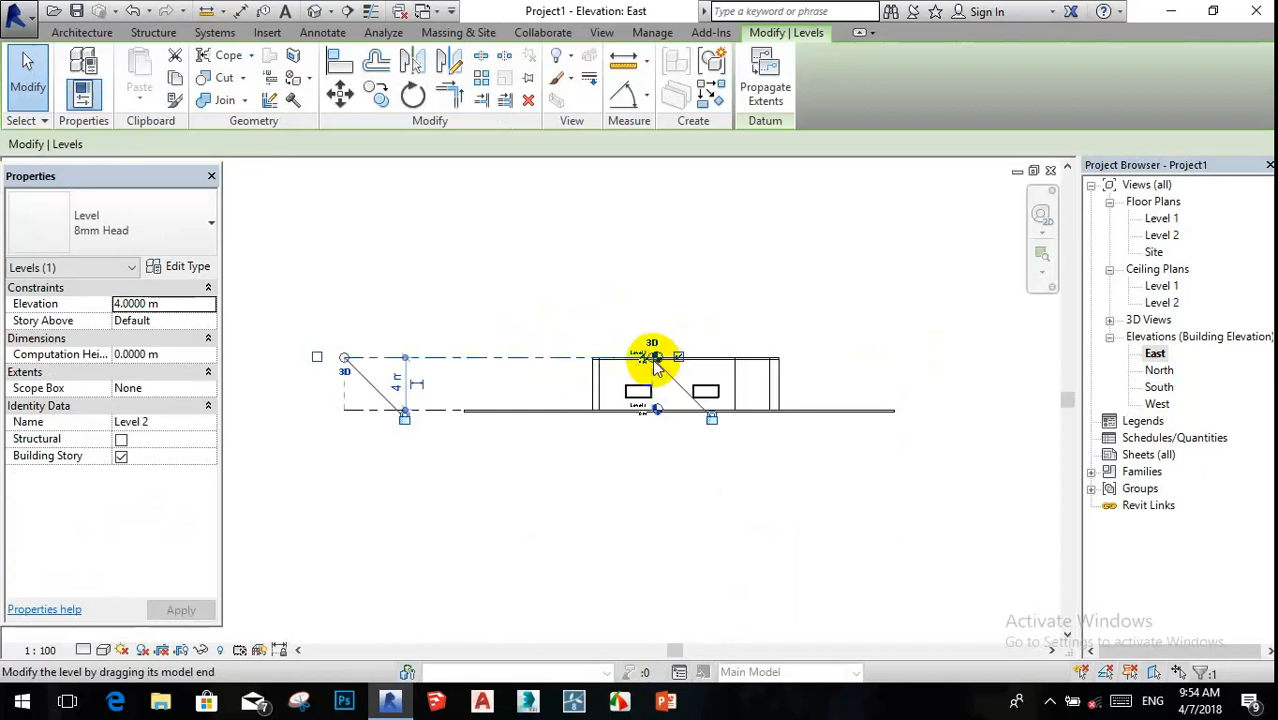 Project1 - Elevation: East
Type a keyword or phrase
Sign In
Architecture
Structure
Systems
Insert
Annotate
Analyze
Massing & Site
Collaborate
View
Manage
Add-Ins
Modify | Levels
Modify
Paste
Cope
Cut
Join
Propagate
Extents
Select
Properties
Clipboard
Geometry
Modify
View
Measure
Create
Datum
Modify | Levels
Properties
Level
8mm Head
Levels (1)
Edit Type
Constraints
Elevation
4.0000 m
Story Above
Default
Dimensions
Computation Hei...
0.0000 m
Extents
Scope Box
None
Identity Data
Name
Level 2
Structural
Building Story
Properties help
Apply
3D
3D
2D
Project Browser - Project1
Views (all)
Floor Plans
Level 1
Level 2
Site
Ceiling Plans
Level 1
Level 2
3D Views
Elevations (Building Elevation)
East
North
South
West
Legends
Schedules/Quantities
Sheets (all)
Families
Groups
Revit Links
Activate Windows
Go to Settings to activate Windows.
1 : 100
Modify the level by dragging its model end
:0
Main Model
:1
7
Ps
ENG
9:54 AM
4/7/2018
9